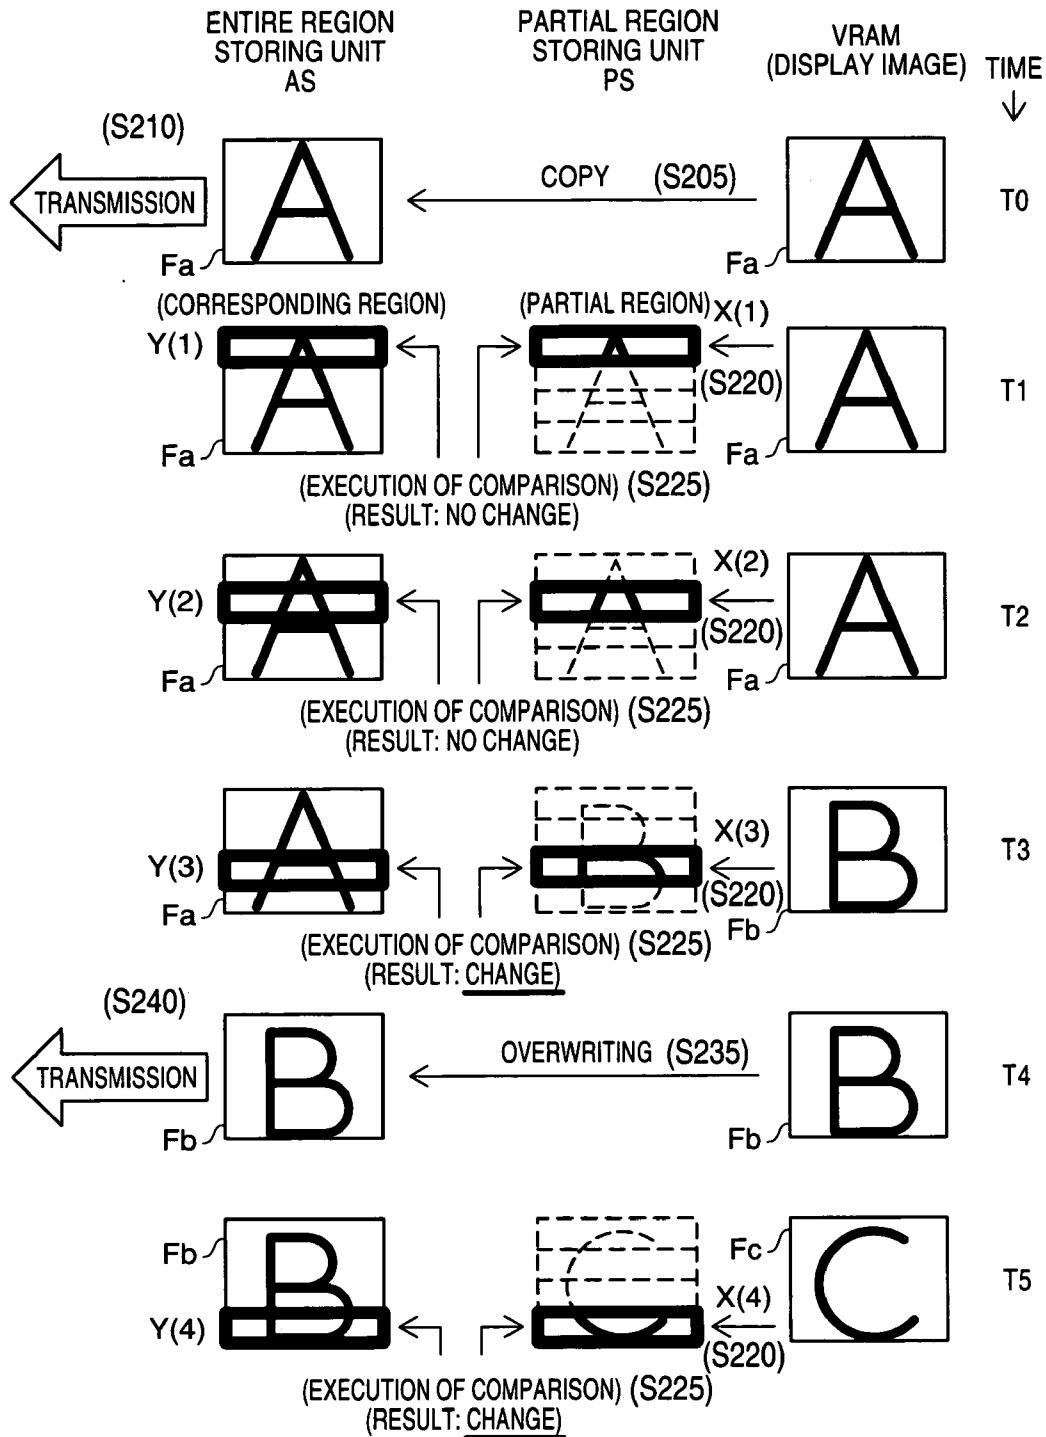 ENTIRE REGION
STORING UNIT
AS
PARTIAL REGION
STORING UNIT
PS
VRAM
(DISPLAY IMAGE)
TIME
(S210)
TRANSMISSION
A
Fa
COPY (S205)
A
Fa
T0
(CORRESPONDING REGION)
(PARTIAL REGION)
Y(1)
A
Fa
A
X(1)
(S220)
A
Fa
T1
(EXECUTION OF COMPARISON) (S225)
(RESULT: NO CHANGE)
Y(2)
A
Fa
A
X(2)
(S220)
A
Fa
T2
(EXECUTION OF COMPARISON) (S225)
(RESULT: NO CHANGE)
Y(3)
A
Fa
B
X(3)
(S220)
B
Fb
T3
(EXECUTION OF COMPARISON) (S225)
(RESULT: CHANGE)
(S240)
TRANSMISSION
B
Fb
OVERWRITING (S235)
B
Fb
T4
Fb
B
Y(4)
C
X(4)
(S220)
Fc
C
T5
(EXECUTION OF COMPARISON) (S225)
(RESULT: CHANGE)